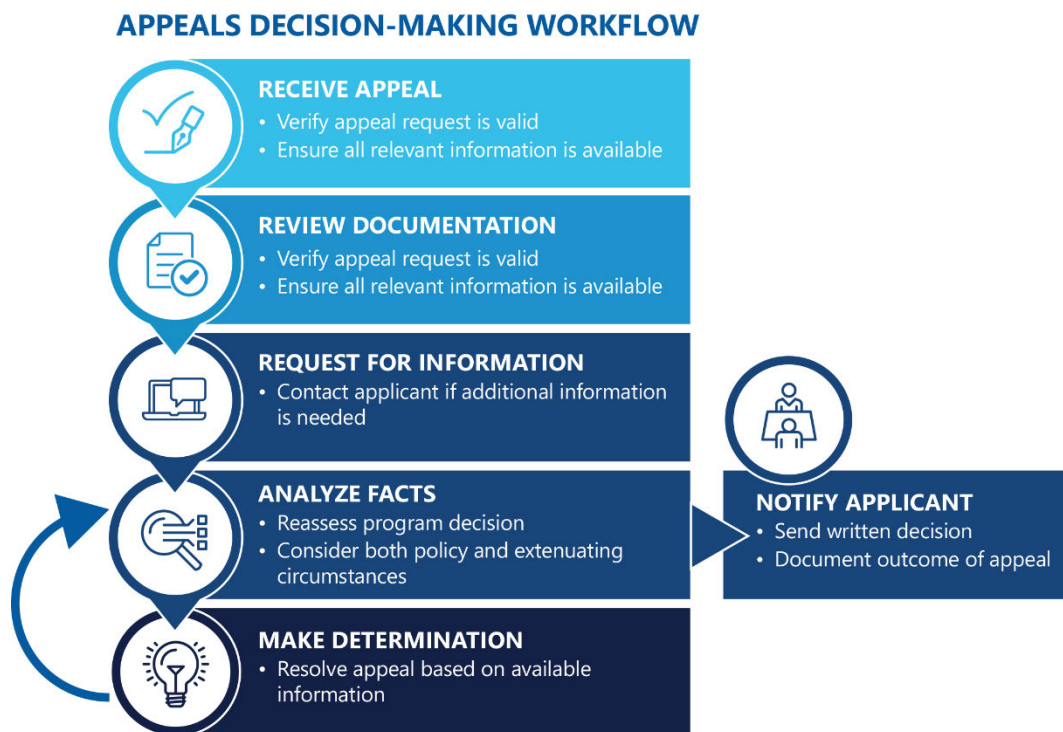 APPEALS DECISION-MAKING WORKFLOW
RECEIVE APPEAL
• Verify appeal request is valid
• Ensure all relevant information is available
REVIEW DOCUMENTATION
• Verify appeal request is valid
• Ensure all relevant information is available
REQUEST FOR INFORMATION
• Contact applicant if additional information
is needed
ANALYZE FACTS
• Reassess program decision
• Consider both policy and extenuating
circumstances
NOTIFY APPLICANT
• Send written decision
• Document outcome of appeal
MAKE DETERMINATION
• Resolve appeal based on available
information